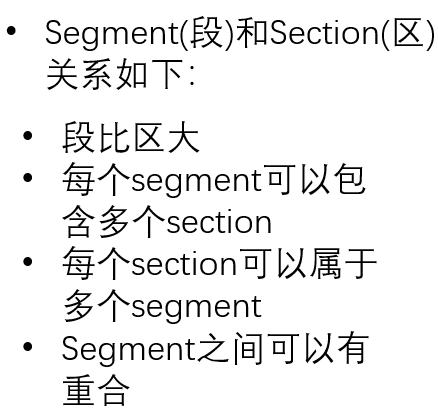 • Segment(段)和Section(区)
关系如下:
• 段比区大
• 每个segment可以包
含多个section
• 每个section可以属于
多个segment
• Segment之间可以有
重合